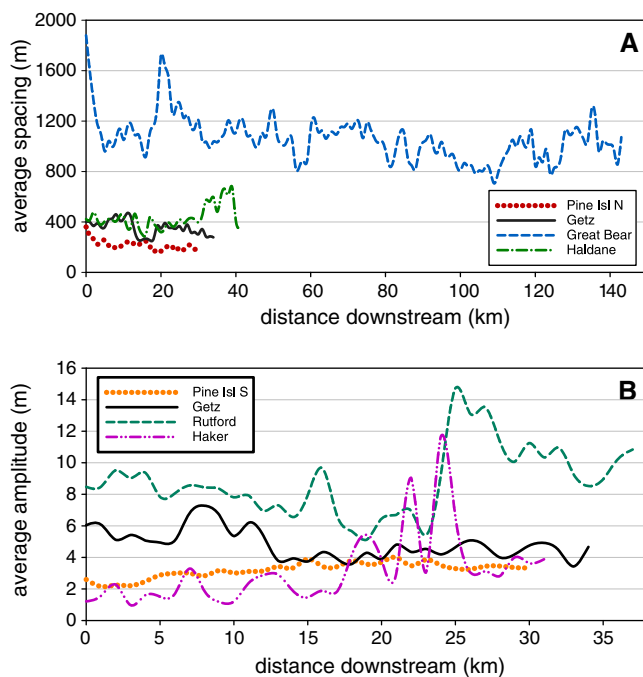 A
average spacing (m)
2000
1600
1200
800
400
0
Pine Isl N
Getz
Great Bear
Haldane
0 20 40 60 80 100 120 140
distance downstream (km)
B
average amplitude (m)
16
14
12
10
8
6
4
2
0
Pine Isl S
Getz
Rutford
Haker
0 5 10 15 20 25 30 35
distance downstream (km)